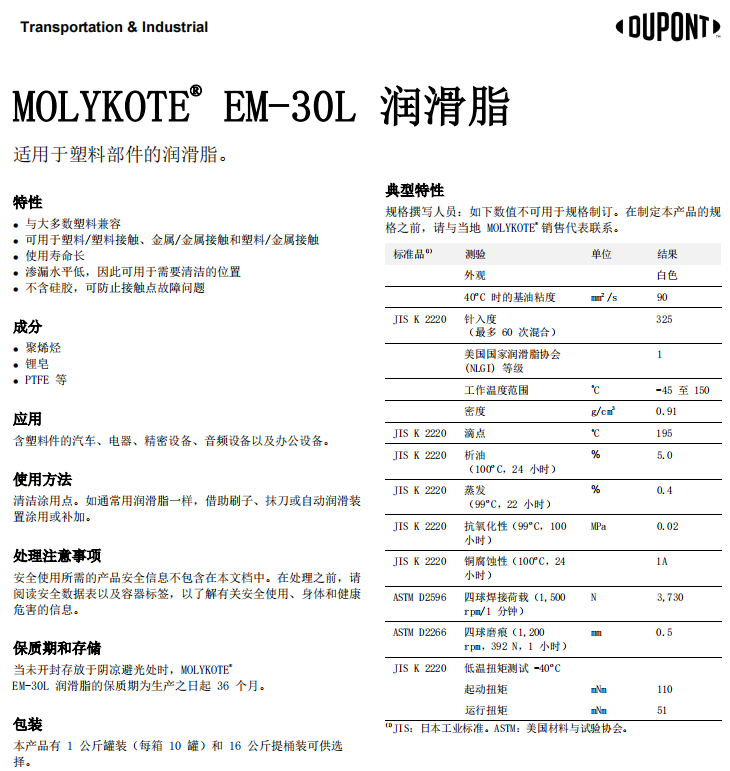 Transportation & Industrial
DUPONT™
MOLYKOTE® EM-30L 润滑脂
适用于塑料部件的润滑脂。
特性
• 与大多数塑料兼容
• 可用于塑料/塑料接触、金属/金属接触和塑料/金属接触
• 使用寿命长
• 渗漏水平低，因此可用于需要清洁的位置
• 不含硅胶，可防止接触点故障问题
成分
• 聚烯烃
• 锂皂
• PTFE 等
应用
含塑料件的汽车、电器、精密设备、音频设备以及办公设备。
使用方法
清洁涂用点。如通常用润滑脂一样，借助刷子、抹刀或自动润滑装
置涂用或补加。
处理注意事项
安全使用所需的产品安全信息不包含在本文档中。在处理之前，请
阅读安全数据表以及容器标签，以了解有关安全使用、身体和健康
危害的信息。
保质期和存储
当未开封存放于阴凉避光处时，MOLYKOTE®
EM-30L 润滑脂的保质期为生产之日起 36 个月。
包装
本产品有 1 公斤罐装（每箱 10 罐）和 16 公斤提桶装可供选
择。
典型特性
规格撰写人员：如下数值不可用于规格制订。在制定本产品的规
格之前，请与当地 MOLYKOTE® 销售代表联系。
标准品⁽¹⁾ 测验 单位 结果
外观 白色
40°C 时的基油粘度 mm²/s 90
JIS K 2220 针入度 325
（最多 60 次混合）
美国国家润滑脂协会 1
(NLGI) 等级
工作温度范围 °C -45 至 150
密度 g/cm³ 0.91
JIS K 2220 滴点 °C 195
JIS K 2220 析油 % 5.0
（100°C，24 小时）
JIS K 2220 蒸发 % 0.4
（99°C，22 小时）
JIS K 2220 抗氧化性（99°C，100 MPa 0.02
小时）
JIS K 2220 铜腐蚀性（100°C，24 1A
小时）
ASTM D2596 四球焊接荷载（1,500 N 3,730
rpm/1 分钟）
ASTM D2266 四球磨痕（1,200 mm 0.5
rpm，392 N，1 小时）
JIS K 2220 低温扭矩测试 -40°C
起动扭矩 mNm 110
运行扭矩 mNm 51
⁽¹⁾JIS：日本工业标准。ASTM：美国材料与试验协会。